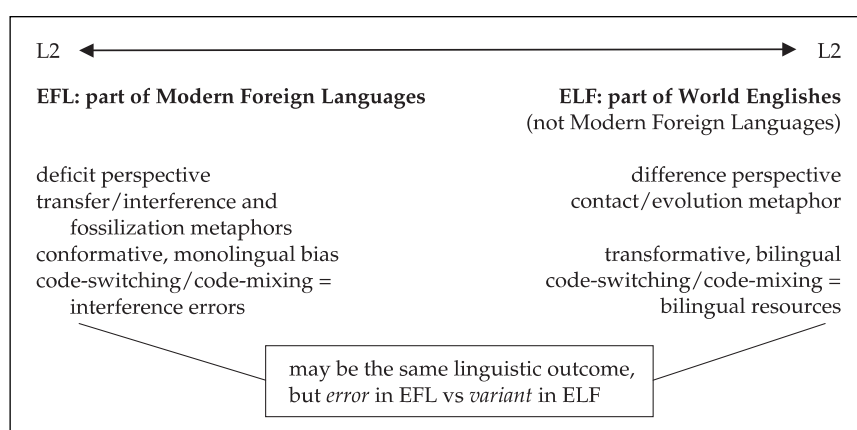 L2
L2
EFL: part of Modern Foreign Languages
deficit perspective
transfer/interference and
fossilization metaphors
conformative, monolingual bias
code-switching/code-mixing =
interference errors
ELF: part of World Englishes
(not Modern Foreign Languages)
difference perspective
contact/evolution metaphor
transformative, bilingual
code-switching/code-mixing =
bilingual resources
may be the same linguistic outcome,
but error in EFL vs variant in ELF